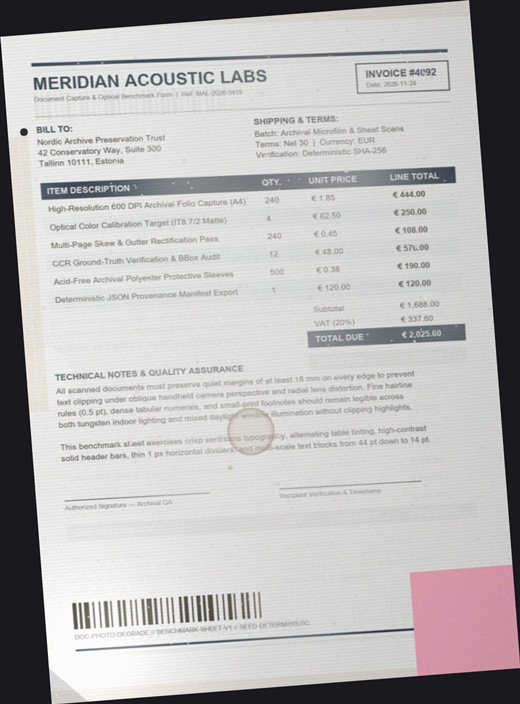 MERIDIAN ACOUSTIC LABS
Document Capture & Optical Benchmark Form | Ref: MAL-2026-0419
INVOICE #4092
Date: 2026-11-24
BILL TO:
Nordic Archive Preservation Trust
42 Conservatory Way, Suite 300
Tallinn 10111, Estonia
SHIPPING & TERMS:
Batch: Archival Microfilm & Sheet Scans
Terms: Net 30 | Currency: EUR
Verification: Deterministic SHA-256
ITEM DESCRIPTION QTY. UNIT PRICE LINE TOTAL
High-Resolution 600 DPI Archival Folio Capture (A4) 240 € 1.85 € 444.00
Optical Color Calibration Target (IT8.7/2 Matte) 4 € 62.50 € 250.00
Multi-Page Skew & Gutter Rectification Pass 240 € 0.45 € 108.00
OCR Ground-Truth Verification & BBox Audit 12 € 48.00 € 576.00
Acid-Free Archival Polyester Protective Sleeves 500 € 0.38 € 190.00
Deterministic JSON Provenance Manifest Export 1 € 120.00 € 120.00
Subtotal € 1,688.00
VAT (20%) € 337.60
TOTAL DUE € 2,025.60
TECHNICAL NOTES & QUALITY ASSURANCE
All scanned documents must preserve quiet margins of at least 18 mm on every edge to prevent
text clipping under oblique handheld camera perspective and radial lens distortion. Fine hairline
rules (0.5 pt), dense tabular numerals, and small-print footnotes should remain legible across
both tungsten indoor lighting and mixed daylight window illumination without clipping highlights.
This benchmark sheet exercises crisp serif/sans typography, alternating table tinting, high-contrast
solid header bars, thin 1 px horizontal dividers, and multi-scale text blocks from 44 pt down to 14 pt.
Authorized Signature — Archival QA
Recipient Verification & Timestamp
DOC-PHOTO-DEGRADE // BENCHMARK-SHEET-V1 // SEED-DETERMINISTIC